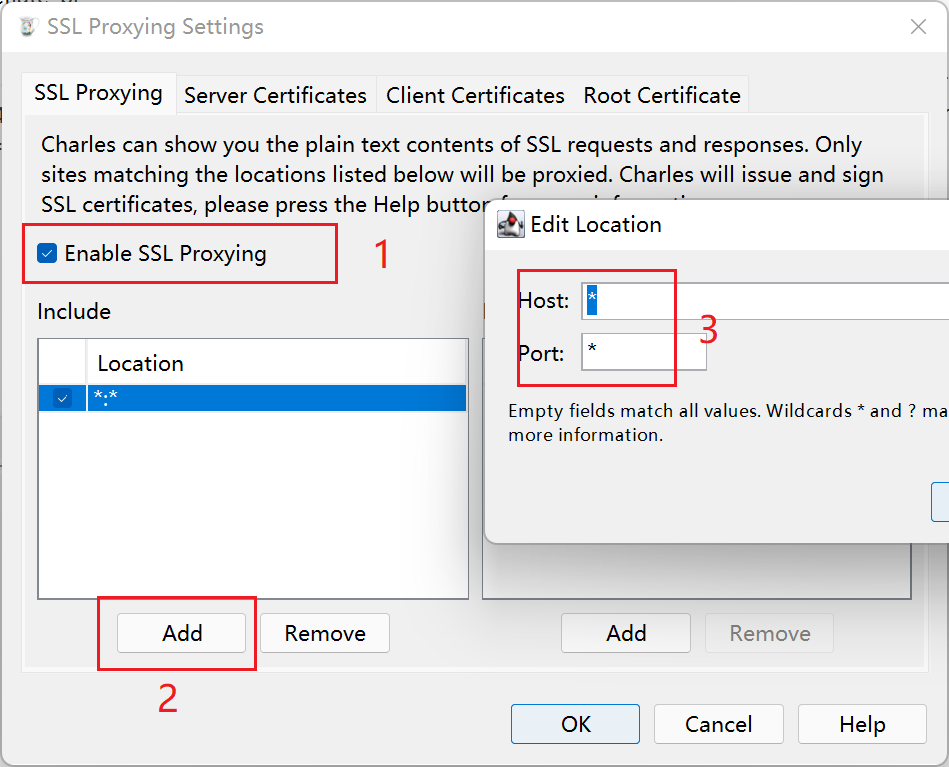 SSL Proxying Settings
SSL Proxying
Server Certificates
Client Certificates
Root Certificate
Charles can show you the plain text contents of SSL requests and responses. Only
sites matching the locations listed below will be proxied. Charles will issue and sign
SSL certificates, please press the Help button
Edit Location
Enable SSL Proxying
1
Host:
*
3
Include
Port:
*
Location
*:*
Empty fields match all values. Wildcards * and ? ma
more information.
Add
Remove
Add
Remove
2
OK
Cancel
Help